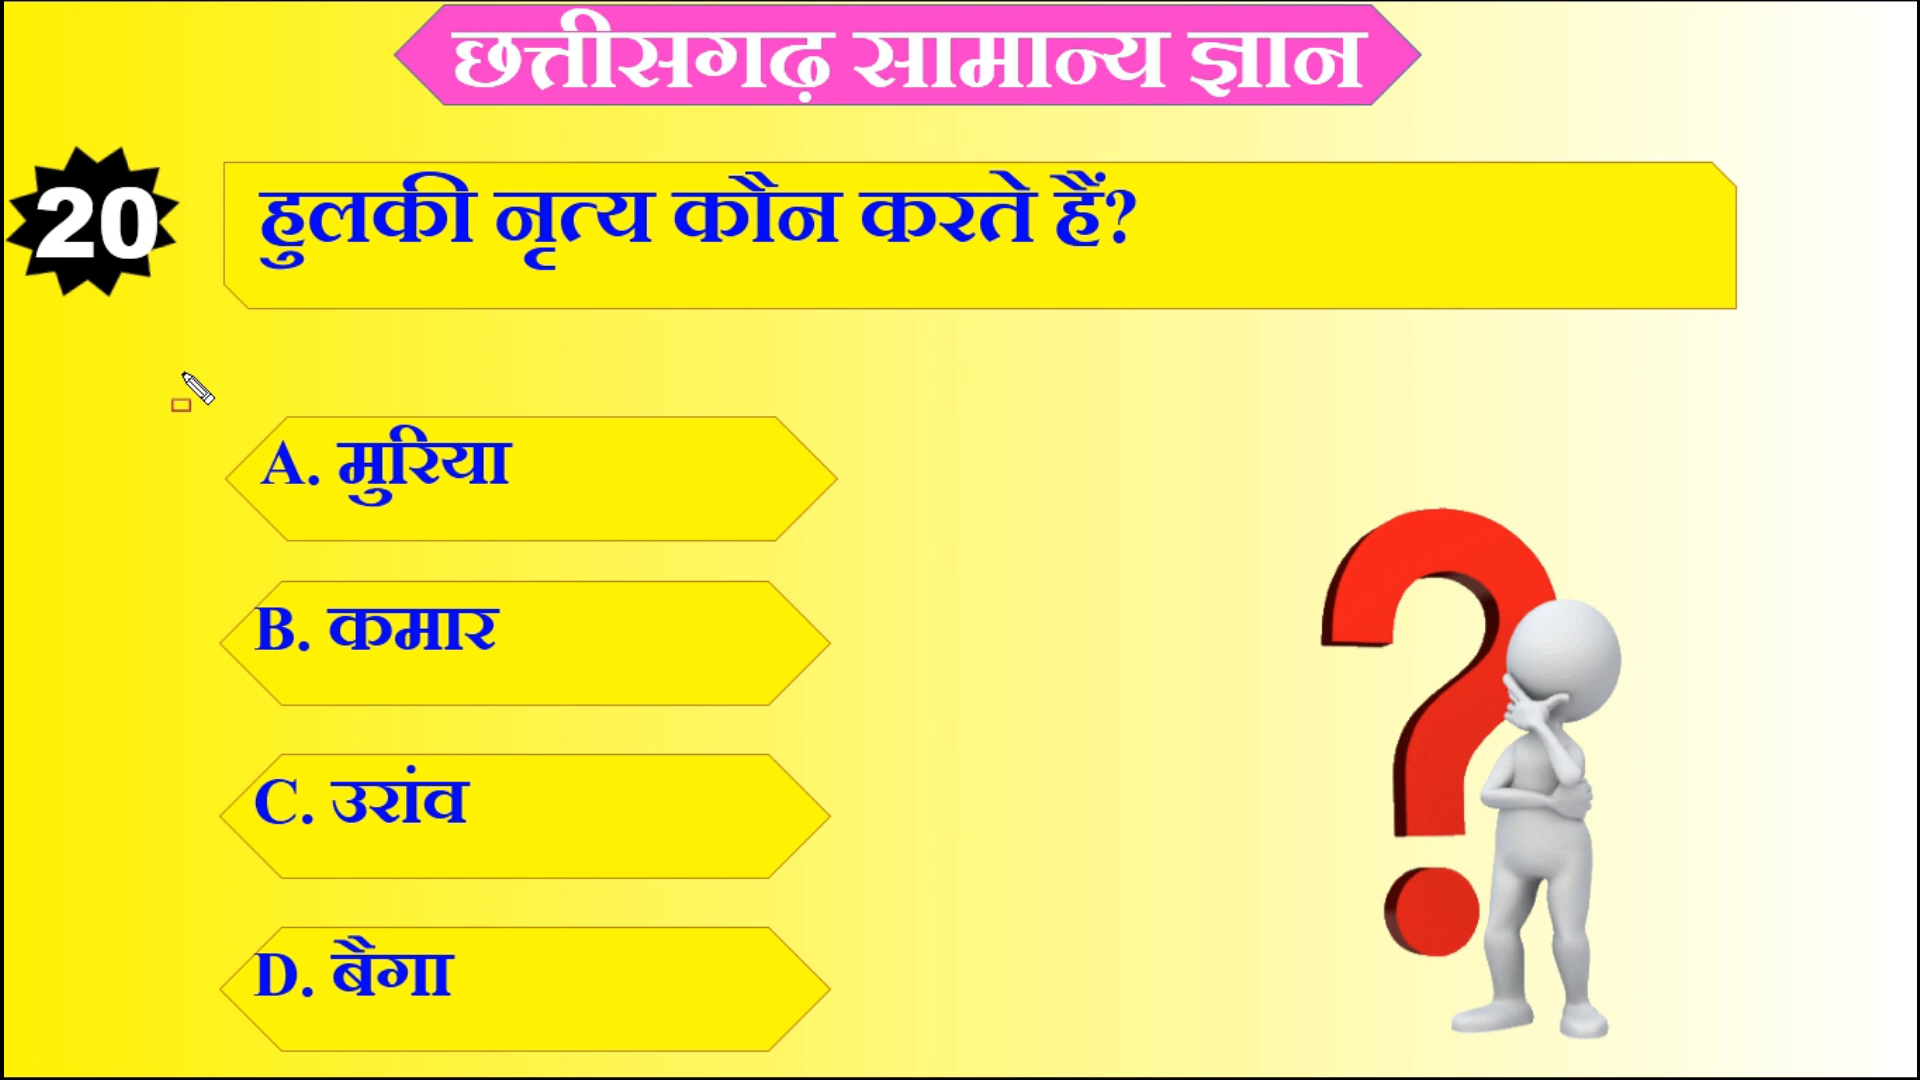 छत्तीसगढ़ सामान्य ज्ञान
20
हुलकी नृत्य कौन करते हैं?
A. मुरिया
B. कमार
C. उरांव
D. बैगा